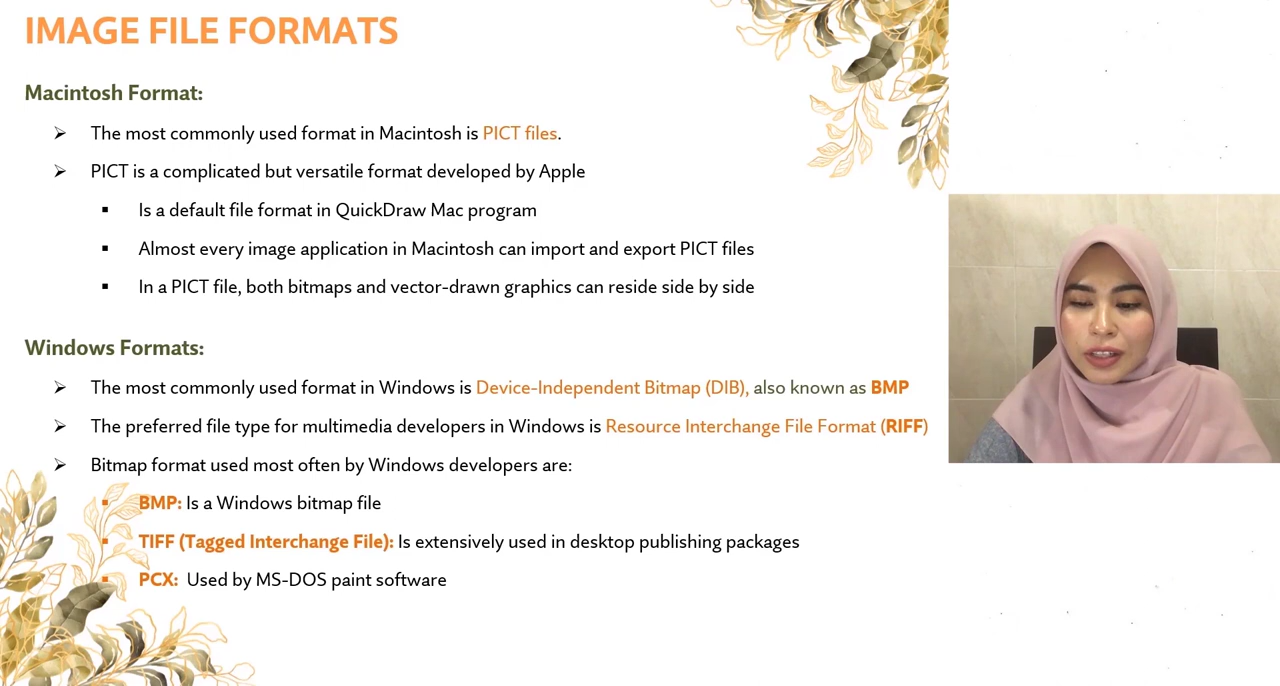 IMAGE FILE FORMATS
Macintosh Format:
➢ The most commonly used format in Macintosh is PICT files.
➢ PICT is a complicated but versatile format developed by Apple
▪ Is a default file format in QuickDraw Mac program
▪ Almost every image application in Macintosh can import and export PICT files
▪ In a PICT file, both bitmaps and vector-drawn graphics can reside side by side
Windows Formats:
➢ The most commonly used format in Windows is Device-Independent Bitmap (DIB), also known as BMP
➢ The preferred file type for multimedia developers in Windows is Resource Interchange File Format (RIFF)
➢ Bitmap format used most often by Windows developers are:
▪ BMP: Is a Windows bitmap file
▪ TIFF (Tagged Interchange File): Is extensively used in desktop publishing packages
▪ PCX: Used by MS-DOS paint software